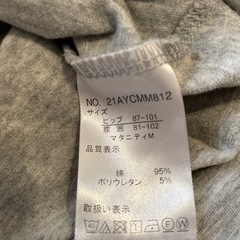 NO. 21AYCMM812
サイズ
ヒップ 87~101
腹囲 81~102
マタニティM
品質表示
綿 95%
ポリウレタン 5%
取扱い表示